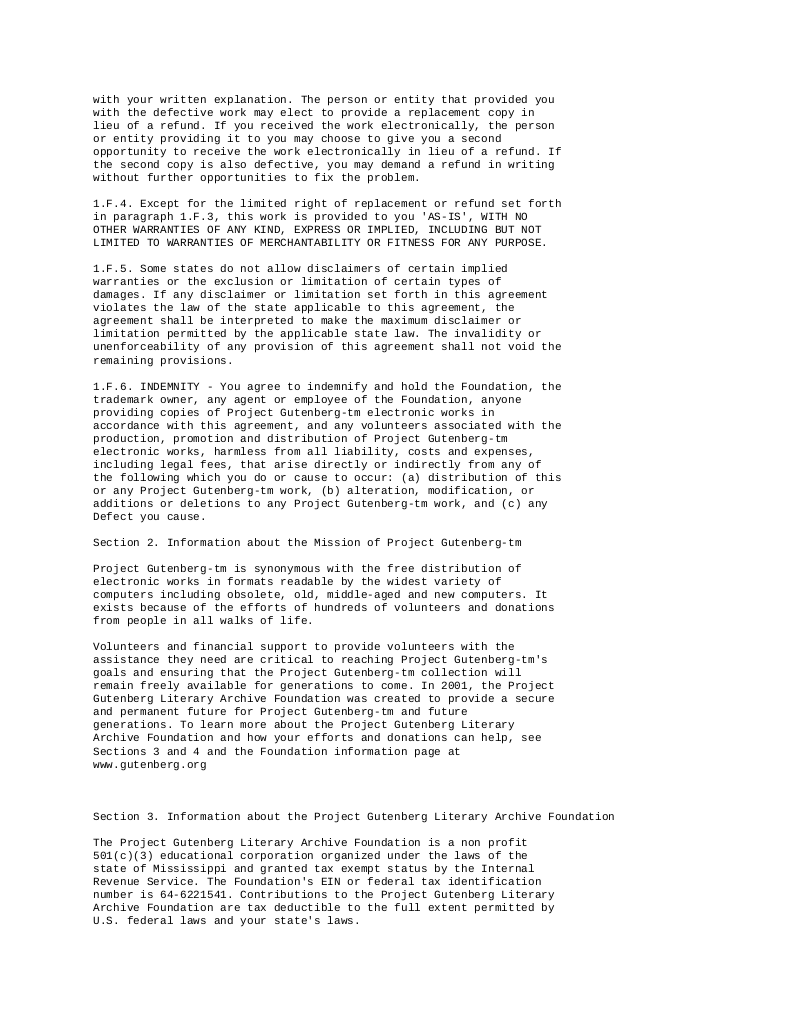 with your written explanation. The person or entity that provided you
with the defective work may elect to provide a replacement copy in
lieu of a refund. If you received the work electronically, the person
or entity providing it to you may choose to give you a second
opportunity to receive the work electronically in lieu of a refund. If
the second copy is also defective, you may demand a refund in writing
without further opportunities to fix the problem.

1.F.4. Except for the limited right of replacement or refund set forth
in paragraph 1.F.3, this work is provided to you 'AS-IS', WITH NO
OTHER WARRANTIES OF ANY KIND, EXPRESS OR IMPLIED, INCLUDING BUT NOT
LIMITED TO WARRANTIES OF MERCHANTABILITY OR FITNESS FOR ANY PURPOSE.

1.F.5. Some states do not allow disclaimers of certain implied
warranties or the exclusion or limitation of certain types of
damages. If any disclaimer or limitation set forth in this agreement
violates the law of the state applicable to this agreement, the
agreement shall be interpreted to make the maximum disclaimer or
limitation permitted by the applicable state law. The invalidity or
unenforceability of any provision of this agreement shall not void the
remaining provisions.

1.F.6. INDEMNITY - You agree to indemnify and hold the Foundation, the
trademark owner, any agent or employee of the Foundation, anyone
providing copies of Project Gutenberg-tm electronic works in
accordance with this agreement, and any volunteers associated with the
production, promotion and distribution of Project Gutenberg-tm
electronic works, harmless from all liability, costs and expenses,
including legal fees, that arise directly or indirectly from any of
the following which you do or cause to occur: (a) distribution of this
or any Project Gutenberg-tm work, (b) alteration, modification, or
additions or deletions to any Project Gutenberg-tm work, and (c) any
Defect you cause.

Section 2. Information about the Mission of Project Gutenberg-tm

Project Gutenberg-tm is synonymous with the free distribution of
electronic works in formats readable by the widest variety of
computers including obsolete, old, middle-aged and new computers. It
exists because of the efforts of hundreds of volunteers and donations
from people in all walks of life.

Volunteers and financial support to provide volunteers with the
assistance they need are critical to reaching Project Gutenberg-tm's
goals and ensuring that the Project Gutenberg-tm collection will
remain freely available for generations to come. In 2001, the Project
Gutenberg Literary Archive Foundation was created to provide a secure
and permanent future for Project Gutenberg-tm and future
generations. To learn more about the Project Gutenberg Literary
Archive Foundation and how your efforts and donations can help, see
Sections 3 and 4 and the Foundation information page at
www.gutenberg.org

Section 3. Information about the Project Gutenberg Literary Archive Foundation

The Project Gutenberg Literary Archive Foundation is a non profit
501(c)(3) educational corporation organized under the laws of the
state of Mississippi and granted tax exempt status by the Internal
Revenue Service. The Foundation's EIN or federal tax identification
number is 64-6221541. Contributions to the Project Gutenberg Literary
Archive Foundation are tax deductible to the full extent permitted by
U.S. federal laws and your state's laws.